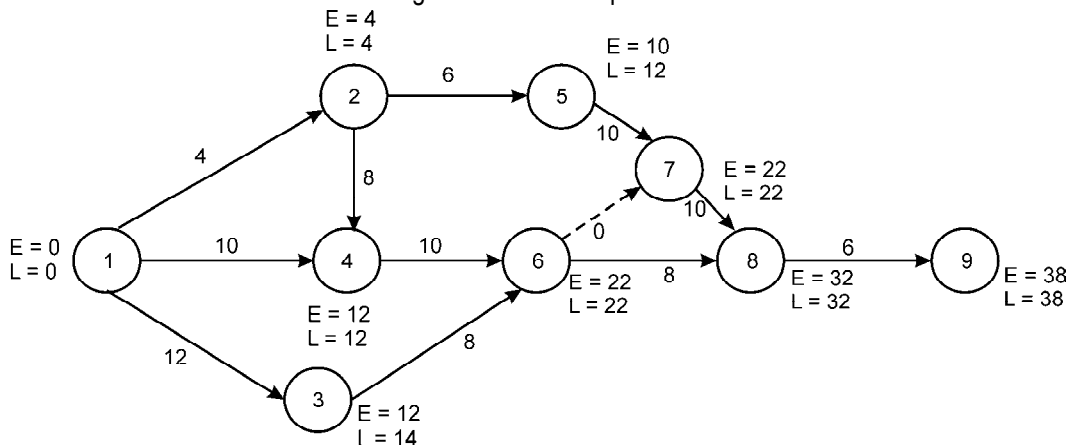 E = 4
L = 4
2
6
5
E = 10
L = 12
10
7
E = 22
L = 22
4
8
10
E = 0
L = 0
1
10
4
10
6
0
8
8
6
9
E = 12
L = 12
E = 22
L = 22
E = 32
L = 32
E = 38
L = 38
12
8
3
E = 12
L = 14